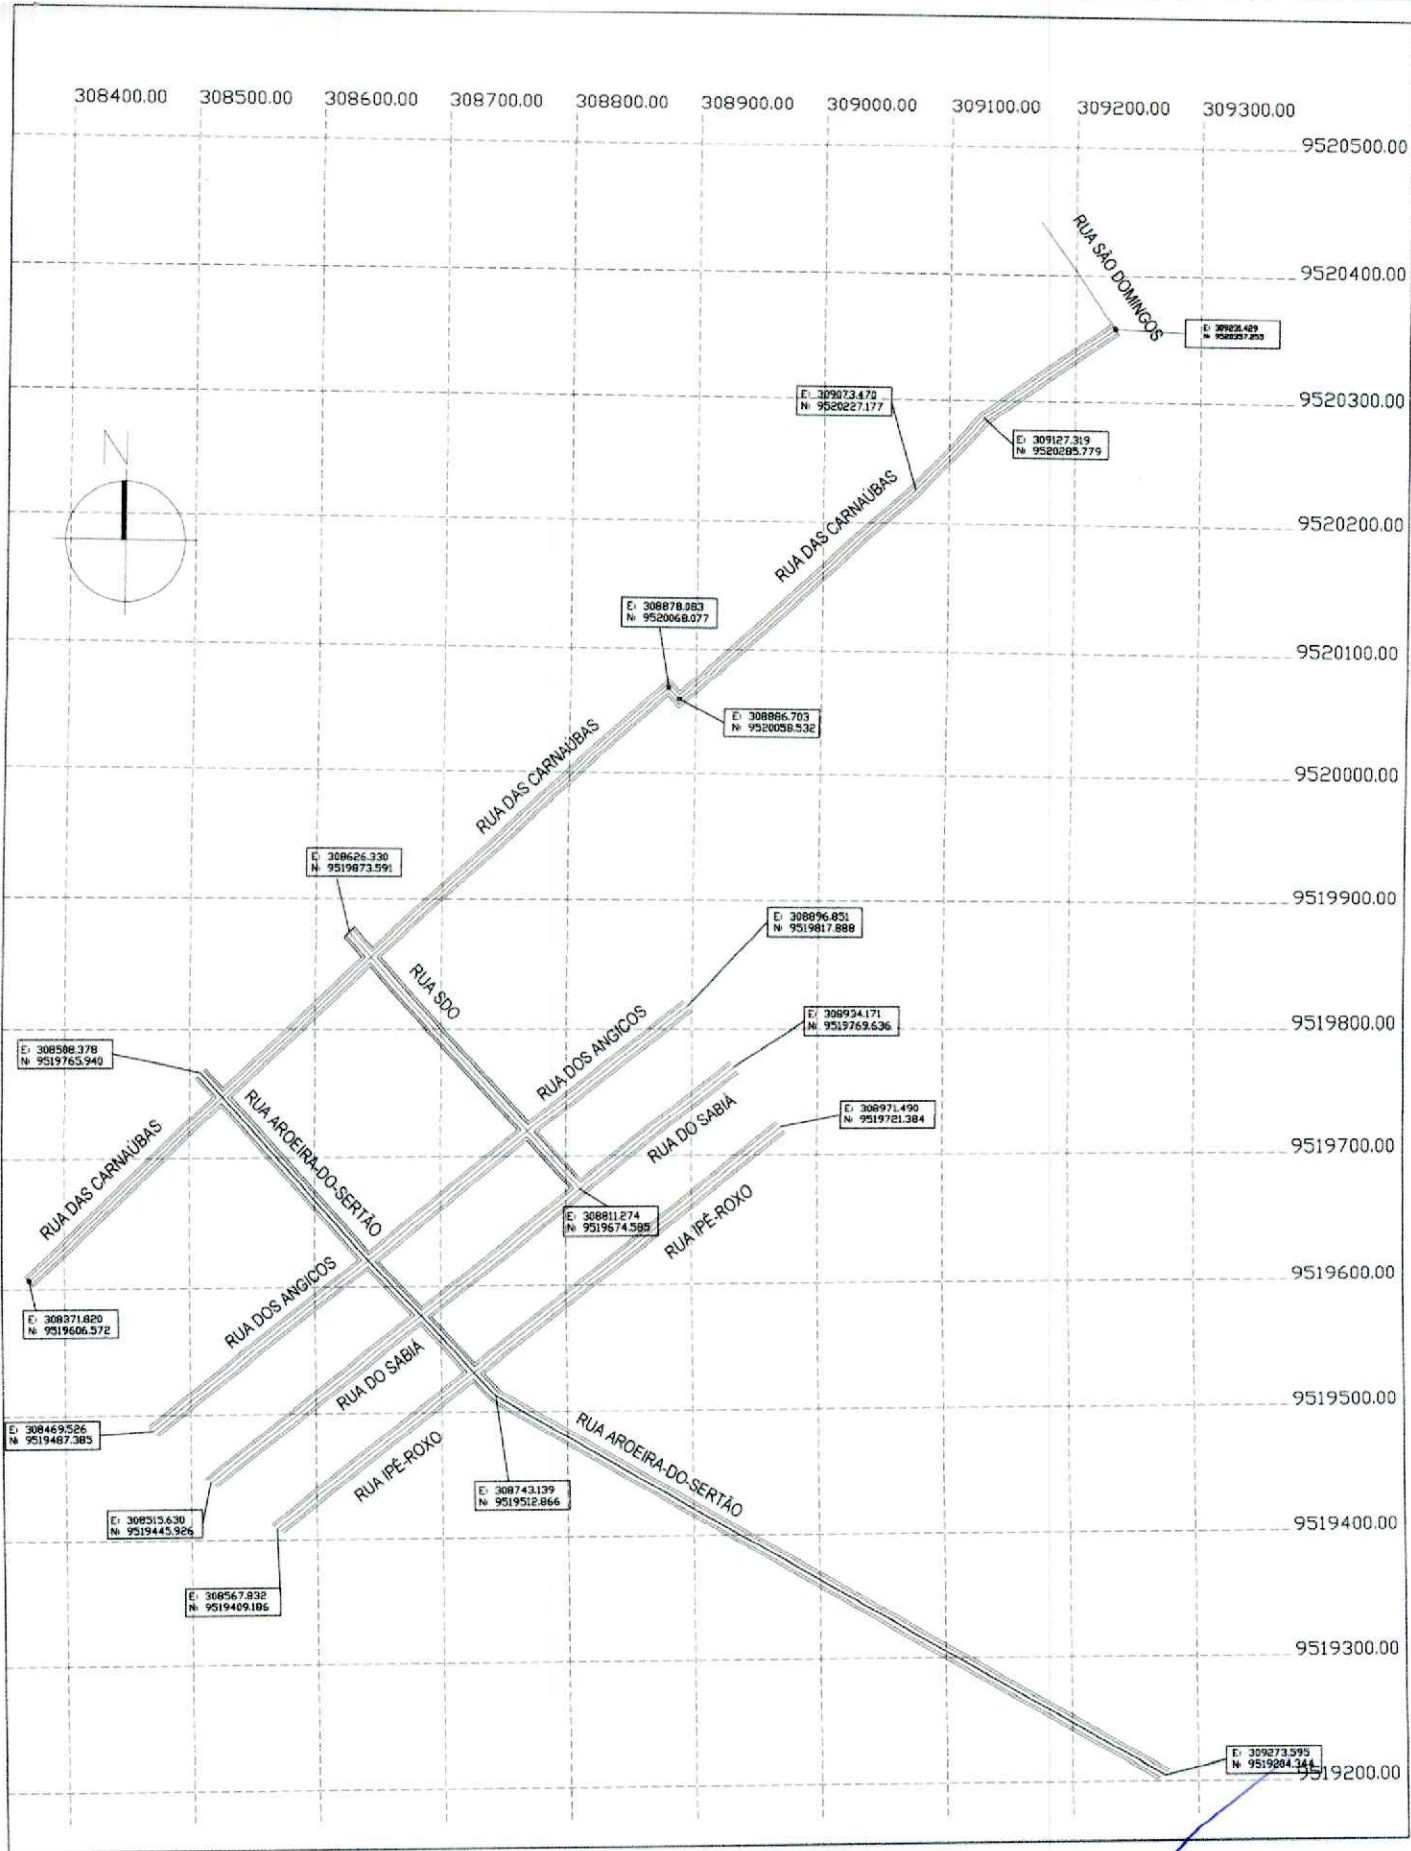 308400.00 308500.00 308600.00 308700.00 308800.00 308900.00 309000.00 309100.00 309200.00 309300.00
9520500.00
RUA SÃO DOMINGOS
9520400.00
E: 309231.429
N: 9520357.255
E: 309073.470
N: 9520227.177
9520300.00
E: 309127.319
N: 9520285.779
N
RUA DAS CARNAÚBAS
9520200.00
E: 308878.083
N: 9520068.077
9520100.00
E: 308886.703
N: 9520058.532
RUA DAS CARNAÚBAS
9520000.00
E: 308626.330
N: 9519873.591
9519900.00
E: 308896.851
N: 9519817.888
RUA SDO
E: 308934.171
N: 9519769.636
9519800.00
RUA DOS ANGICOS
E: 308508.378
N: 9519765.940
RUA AROEIRA-DO-SERTÃO
RUA DO SABIÁ
E: 308971.490
N: 9519721.384
9519700.00
RUA DAS CARNAÚBAS
E: 308811.274
N: 9519674.585
RUA IPÊ-ROXO
9519600.00
RUA DOS ANGICOS
E: 308371.820
N: 9519606.572
RUA DO SABIÁ
9519500.00
E: 308469.526
N: 9519487.385
RUA IPÊ-ROXO
RUA AROEIRA-DO-SERTÃO
E: 308743.139
N: 9519512.866
E: 308515.630
N: 9519445.926
9519400.00
E: 308567.832
N: 9519409.186
9519300.00
E: 309273.595
N: 9519204.344
9519200.00